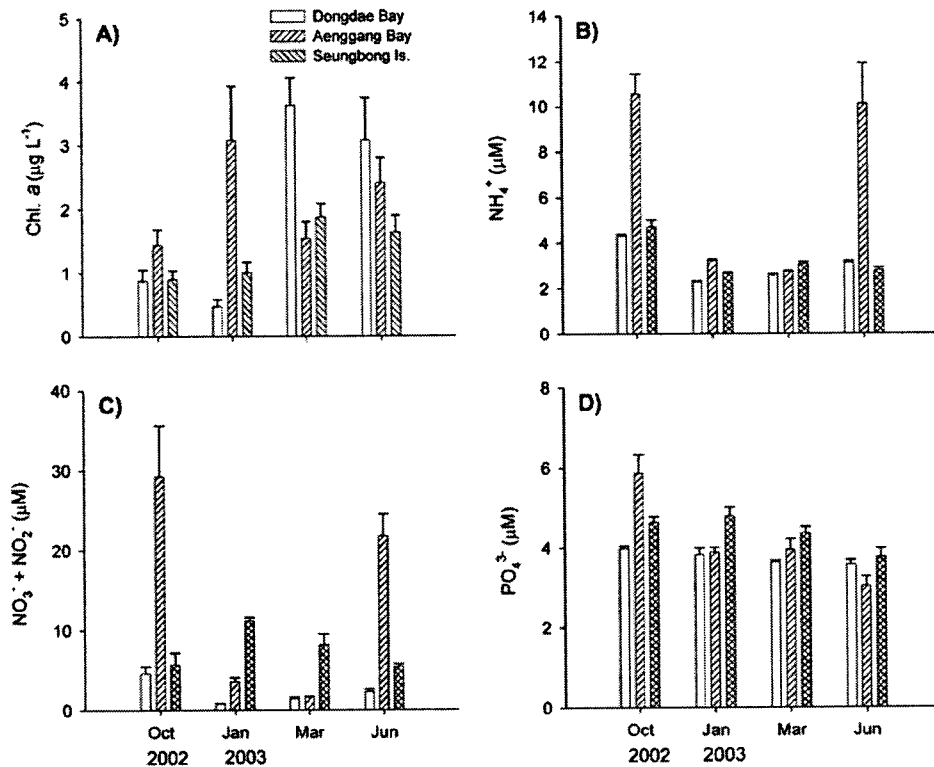 A)
Dongdae Bay
Aenggang Bay
Seungbong Is.
Chl. a (µg L⁻¹)
5
4
3
2
1
0
B)
NH₄⁺ (µM)
14
12
10
8
6
4
2
0
C)
NO₃⁻ + NO₂⁻ (µM)
40
30
20
10
0
Oct Jan Mar Jun
2002 2003
D)
PO₄³⁻ (µM)
8
6
4
2
0
Oct Jan Mar Jun
2002 2003